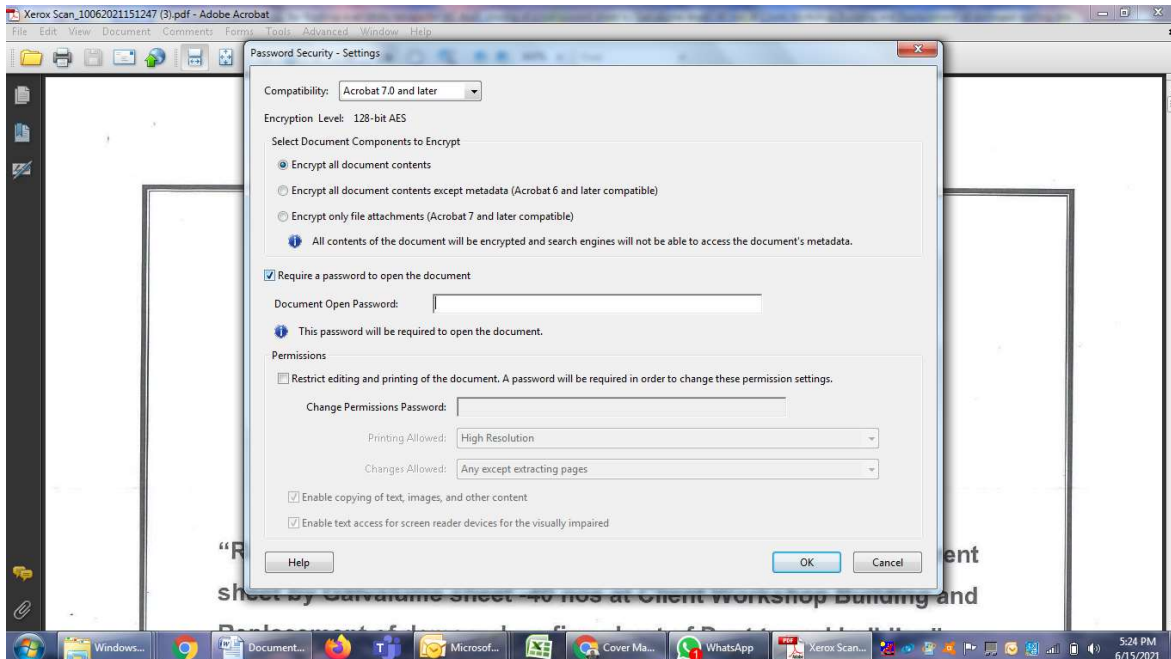 Xerox Scan_10062021151247 (3).pdf - Adobe Acrobat
File Edit View Document Comments Forms Tools Advanced Window Help
Password Security - Settings
Compatibility: Acrobat 7.0 and later
Encryption Level: 128-bit AES
Select Document Components to Encrypt
Encrypt all document contents
Encrypt all document contents except metadata (Acrobat 6 and later compatible)
Encrypt only file attachments (Acrobat 7 and later compatible)
All contents of the document will be encrypted and search engines will not be able to access the document's metadata.
Require a password to open the document
Document Open Password:
This password will be required to open the document.
Permissions
Restrict editing and printing of the document. A password will be required in order to change these permission settings.
Change Permissions Password:
Printing Allowed: High Resolution
Changes Allowed: Any except extracting pages
Enable copying of text, images, and other content
Enable text access for screen reader devices for the visually impaired
Help OK Cancel
"R ent
sheet by Galvalume sheet -40 nos at Client Workshop Building and
Windows... Document... Microsof... Cover Ma... WhatsApp Xerox Scan... 5:24 PM
6/15/2021